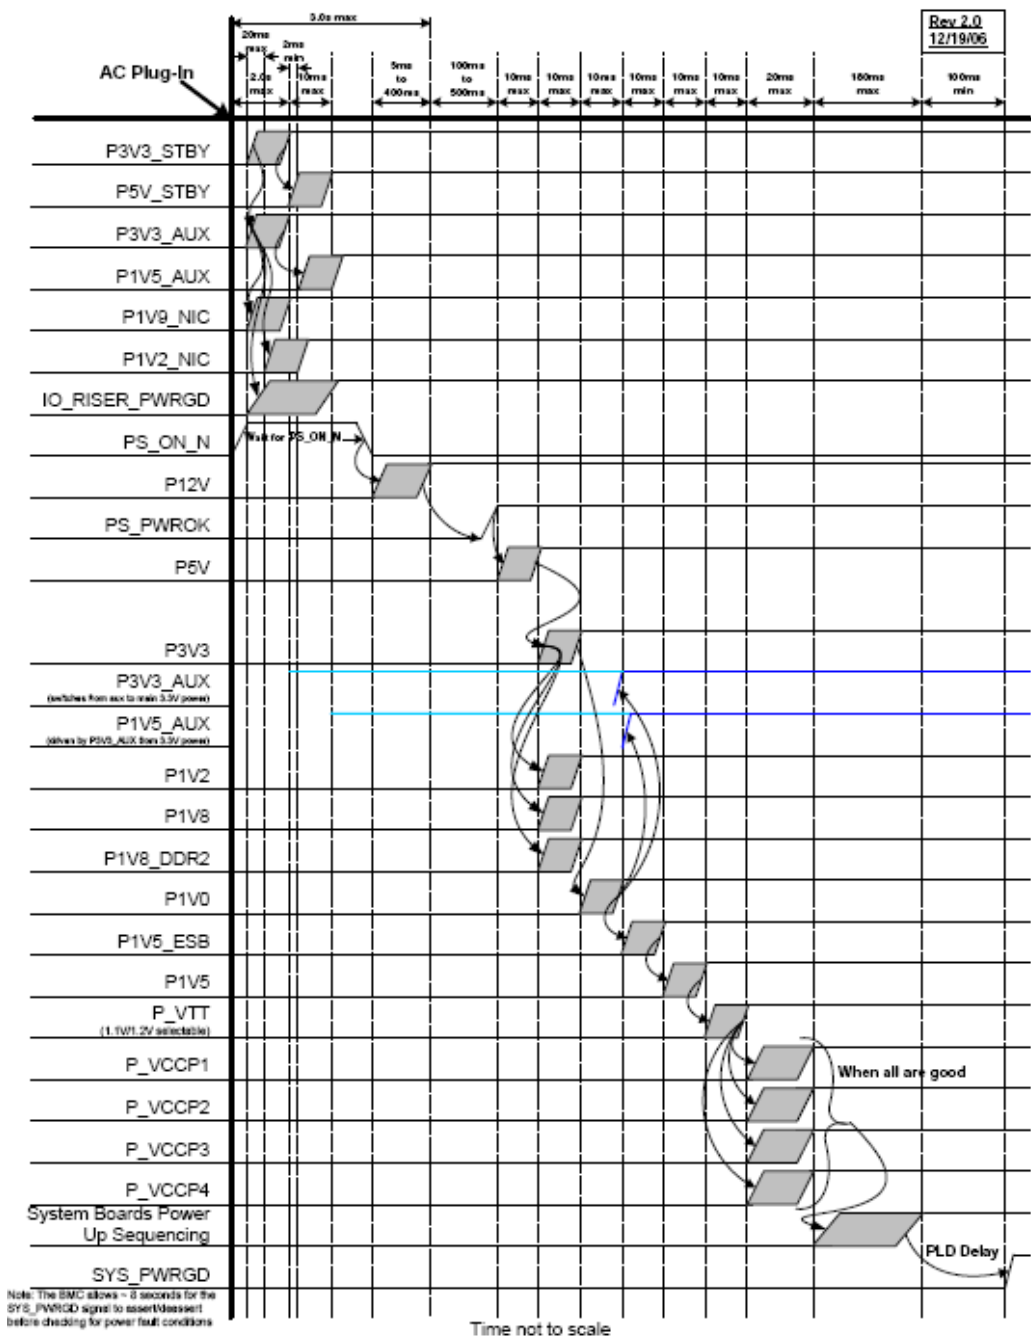 3.0s max
Rev 2.0
12/19/06
20ms max
2ms min
AC Plug-In
2.0s max
10ms max
5ms to 400ms
100ms to 500ms
10ms max
10ms max
10ms max
10ms max
10ms max
10ms max
20ms max
180ms max
100ms min
P3V3_STBY
P5V_STBY
P3V3_AUX
P1V5_AUX
P1V9_NIC
P1V2_NIC
IO_RISER_PWRGD
PS_ON_N
Wait for PS_ON_N
P12V
PS_PWROK
P5V
P3V3
P3V3_AUX
(switches from aux to main 3.3V power)
P1V5_AUX
(driven by P3V3_AUX from 3.3V power)
P1V2
P1V8
P1V8_DDR2
P1V0
P1V5_ESB
P1V5
P_VTT
(1.1V/1.2V selectable)
P_VCCP1
When all are good
P_VCCP2
P_VCCP3
P_VCCP4
System Boards Power
Up Sequencing
PLD Delay
SYS_PWRGD
Note: The BMC allows ~ 8 seconds for the
SYS_PWRGD signal to assert/deassert
before checking for power fault conditions
Time not to scale